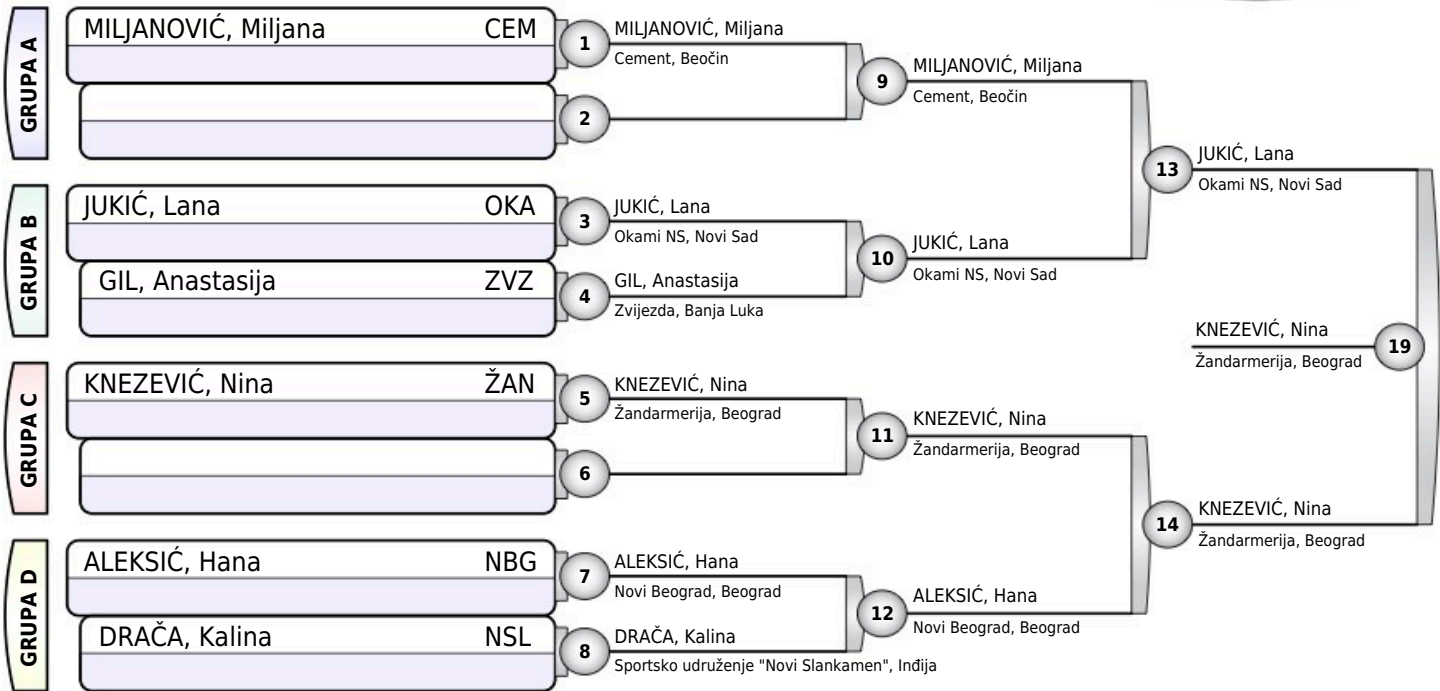 GRUPA A
MILJANOVIĆ, Miljana CEM
1
MILJANOVIĆ, Miljana
Cement, Beočin
2
9
MILJANOVIĆ, Miljana
Cement, Beočin
GRUPA B
JUKIĆ, Lana OKA
3
JUKIĆ, Lana
Okami NS, Novi Sad
GIL, Anastasija ZVZ
4
GIL, Anastasija
Zvijezda, Banja Luka
10
JUKIĆ, Lana
Okami NS, Novi Sad
13
JUKIĆ, Lana
Okami NS, Novi Sad
GRUPA C
KNEZEVIĆ, Nina ŽAN
5
KNEZEVIĆ, Nina
Žandarmerija, Beograd
6
11
KNEZEVIĆ, Nina
Žandarmerija, Beograd
GRUPA D
ALEKSIĆ, Hana NBG
7
ALEKSIĆ, Hana
Novi Beograd, Beograd
DRAČA, Kalina NSL
8
DRAČA, Kalina
Sportsko udruženje "Novi Slankamen", Inđija
12
ALEKSIĆ, Hana
Novi Beograd, Beograd
14
KNEZEVIĆ, Nina
Žandarmerija, Beograd
KNEZEVIĆ, Nina
Žandarmerija, Beograd
19